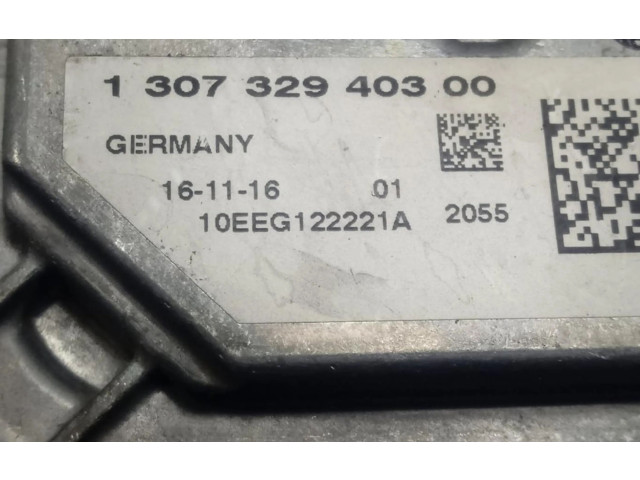 1 307 329 403 00
GERMANY
16-11-16 01
10EEG122221A 2055